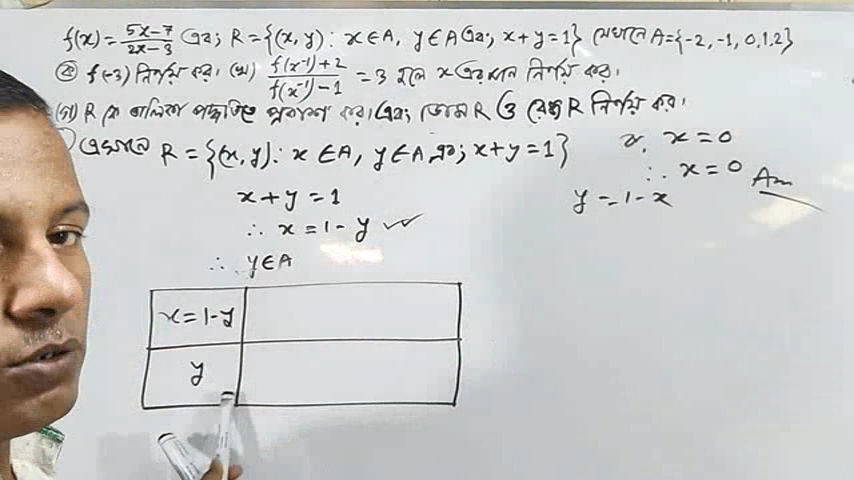 f(x) = (5x-7)/(2x-3) এবং R = {(x, y) : x ∈ A, y ∈ A এবং x + y = 1} যেখানে A = {-2, -1, 0, 1, 2}
(ক) f(-3) নির্ণয় কর। (খ) (f(x⁻¹)+2)/(f(x⁻¹)-1) = 3 হলে x এর মান নির্ণয় কর।
(গ) R কে তালিকা পদ্ধতিতে প্রকাশ কর। এবং ডোম R ও রেঞ্জ R নির্ণয় কর।
এখানে R = {(x, y) : x ∈ A, y ∈ A এবং x + y = 1}
x + y = 1
∴ x = 1 - y
∴ y ∈ A
x = 1 - y
y
বা, x = 0
∴ x = 0 Ans
y = 1 - x